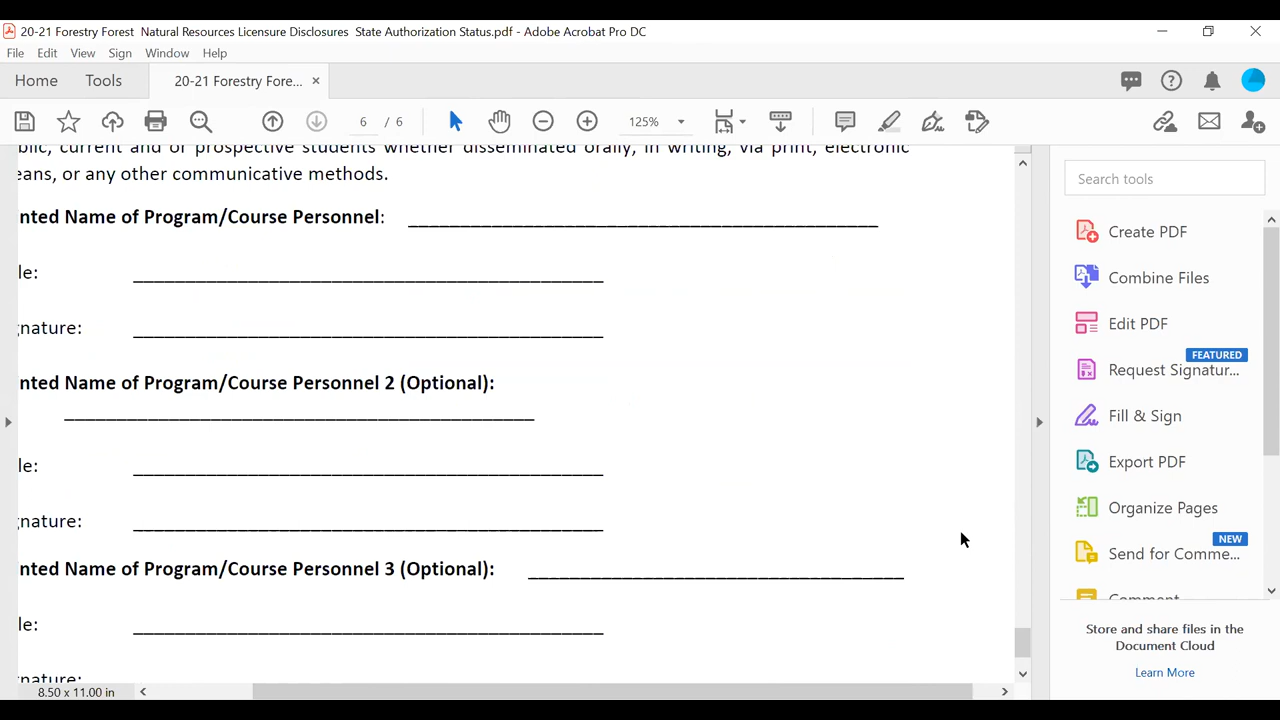 20-21 Forestry Forest Natural Resources Licensure Disclosures State Authorization Status.pdf - Adobe Acrobat Pro DC
File Edit View Sign Window Help
Home Tools 20-21 Forestry Fore... ×
6 / 6 125%
blic, current and or prospective students whether disseminated orally, in writing, via print, electronic
eans, or any other communicative methods.
nted Name of Program/Course Personnel:
le:
gnature:
nted Name of Program/Course Personnel 2 (Optional):
le:
gnature:
nted Name of Program/Course Personnel 3 (Optional):
le:
gnature:
8.50 x 11.00 in
Search tools
Create PDF
Combine Files
Edit PDF
FEATURED
Request Signatur...
Fill & Sign
Export PDF
Organize Pages
NEW
Send for Comme...
Comment
Store and share files in the
Document Cloud
Learn More